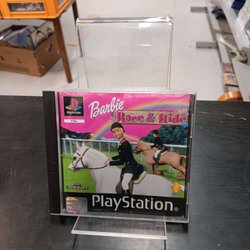 Barbie
Race & Ride
PlayStation